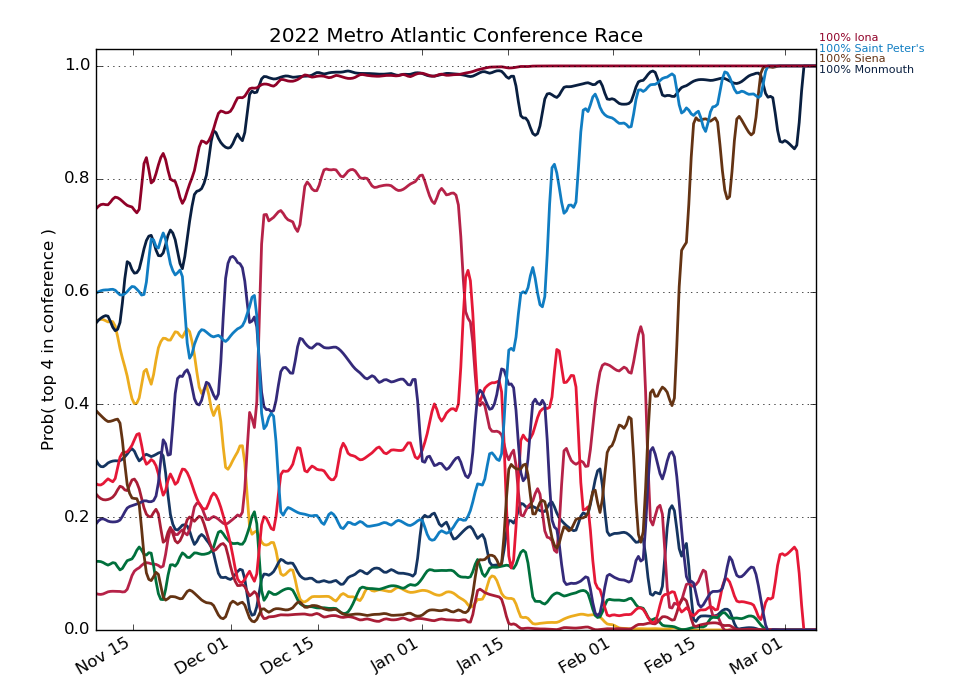 2022 Metro Atlantic Conference Race
100% Iona
100% Saint Peter's
100% Siena
100% Monmouth
Prob( top 4 in conference )
1.0
0.8
0.6
0.4
0.2
0.0
Nov 15
Dec 01
Dec 15
Jan 01
Jan 15
Feb 01
Feb 15
Mar 01